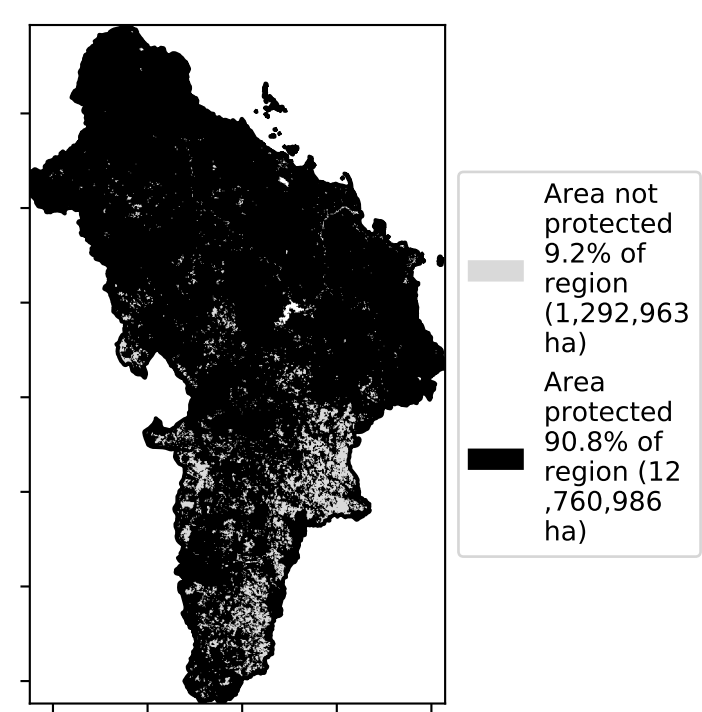 Area not
protected
9.2% of
region
(1,292,963
ha)
Area
protected
90.8% of
region (12
,760,986
ha)